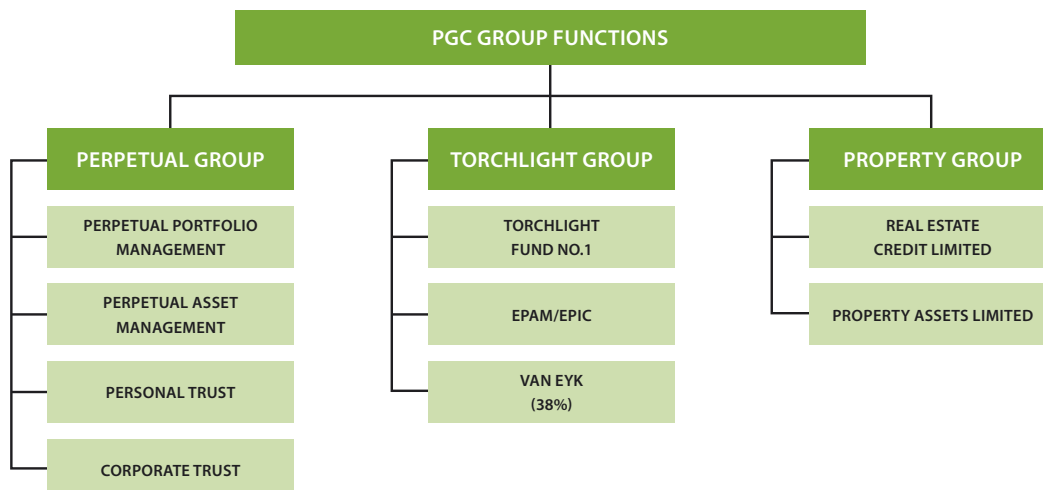 PGC GROUP FUNCTIONS
PERPETUAL GROUP
PERPETUAL PORTFOLIO
MANAGEMENT
PERPETUAL ASSET
MANAGEMENT
PERSONAL TRUST
CORPORATE TRUST
TORCHLIGHT GROUP
TORCHLIGHT
FUND NO.1
EPAM/EPIC
VAN EYK
(38%)
PROPERTY GROUP
REAL ESTATE
CREDIT LIMITED
PROPERTY ASSETS LIMITED